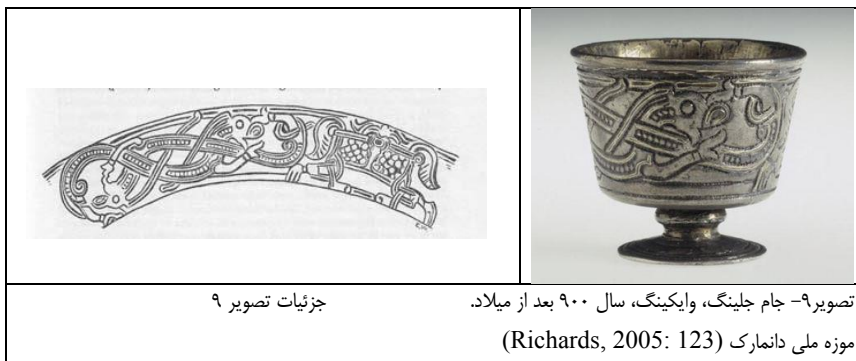 تصویر۹- جام جلینگ، وایکینگ، سال ۹۰۰ بعد از میلاد.
جزئیات تصویر ۹
موزه ملی دانمارک (Richards, 2005: 123)